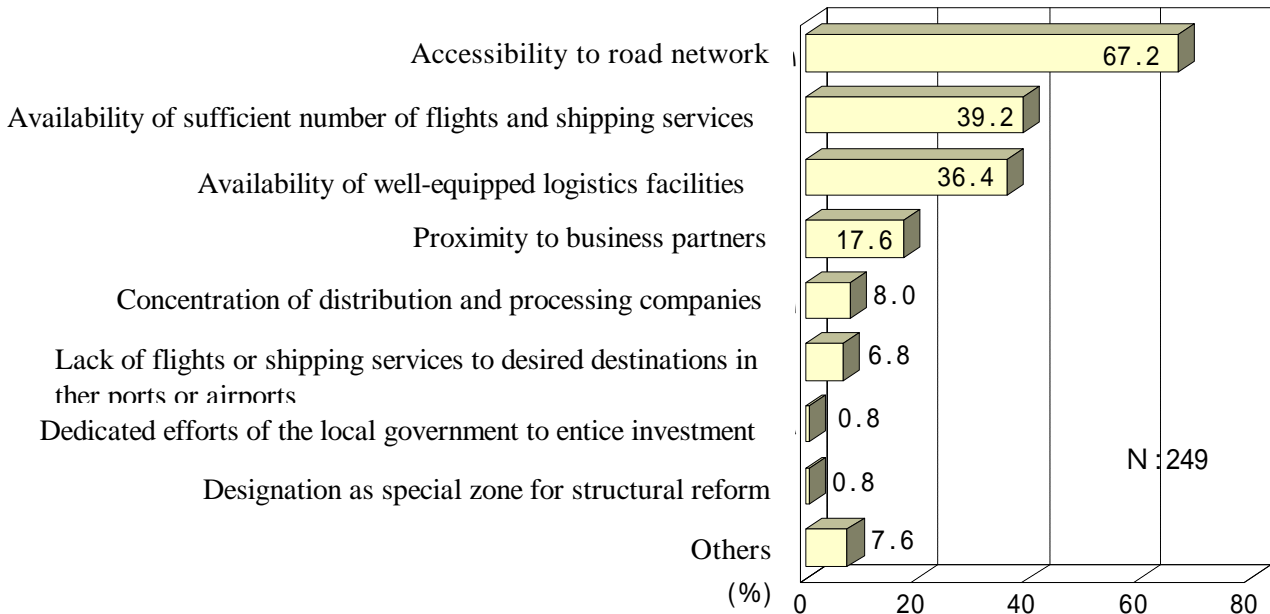 Accessibility to road network
67.2
Availability of sufficient number of flights and shipping services
39.2
Availability of well-equipped logistics facilities
36.4
Proximity to business partners
17.6
Concentration of distribution and processing companies
8.0
Lack of flights or shipping services to desired destinations in
6.8
ther ports or airports
Dedicated efforts of the local government to entice investment
0.8
N:249
Designation as special zone for structural reform
0.8
Others
7.6
(%)
0 20 40 60 80